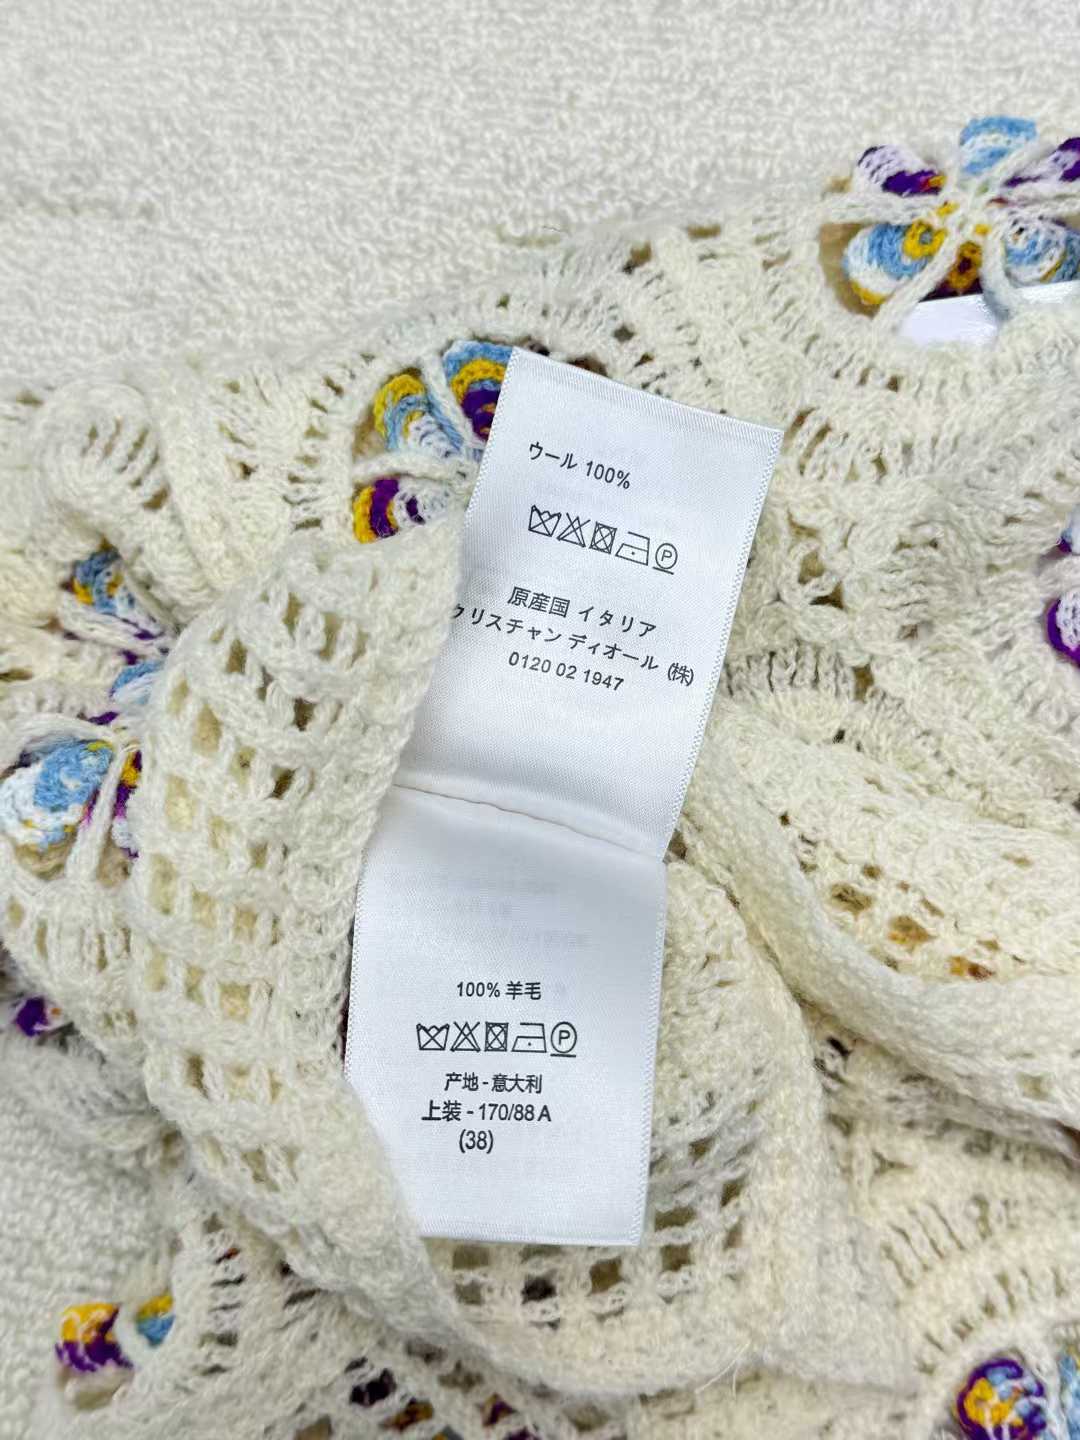 ウール 100%
P
原産国 イタリア
クリスチャン ディオール (株)
0120 02 1947
100% 羊毛
P
产地 - 意大利
上装 - 170/88 A
(38)